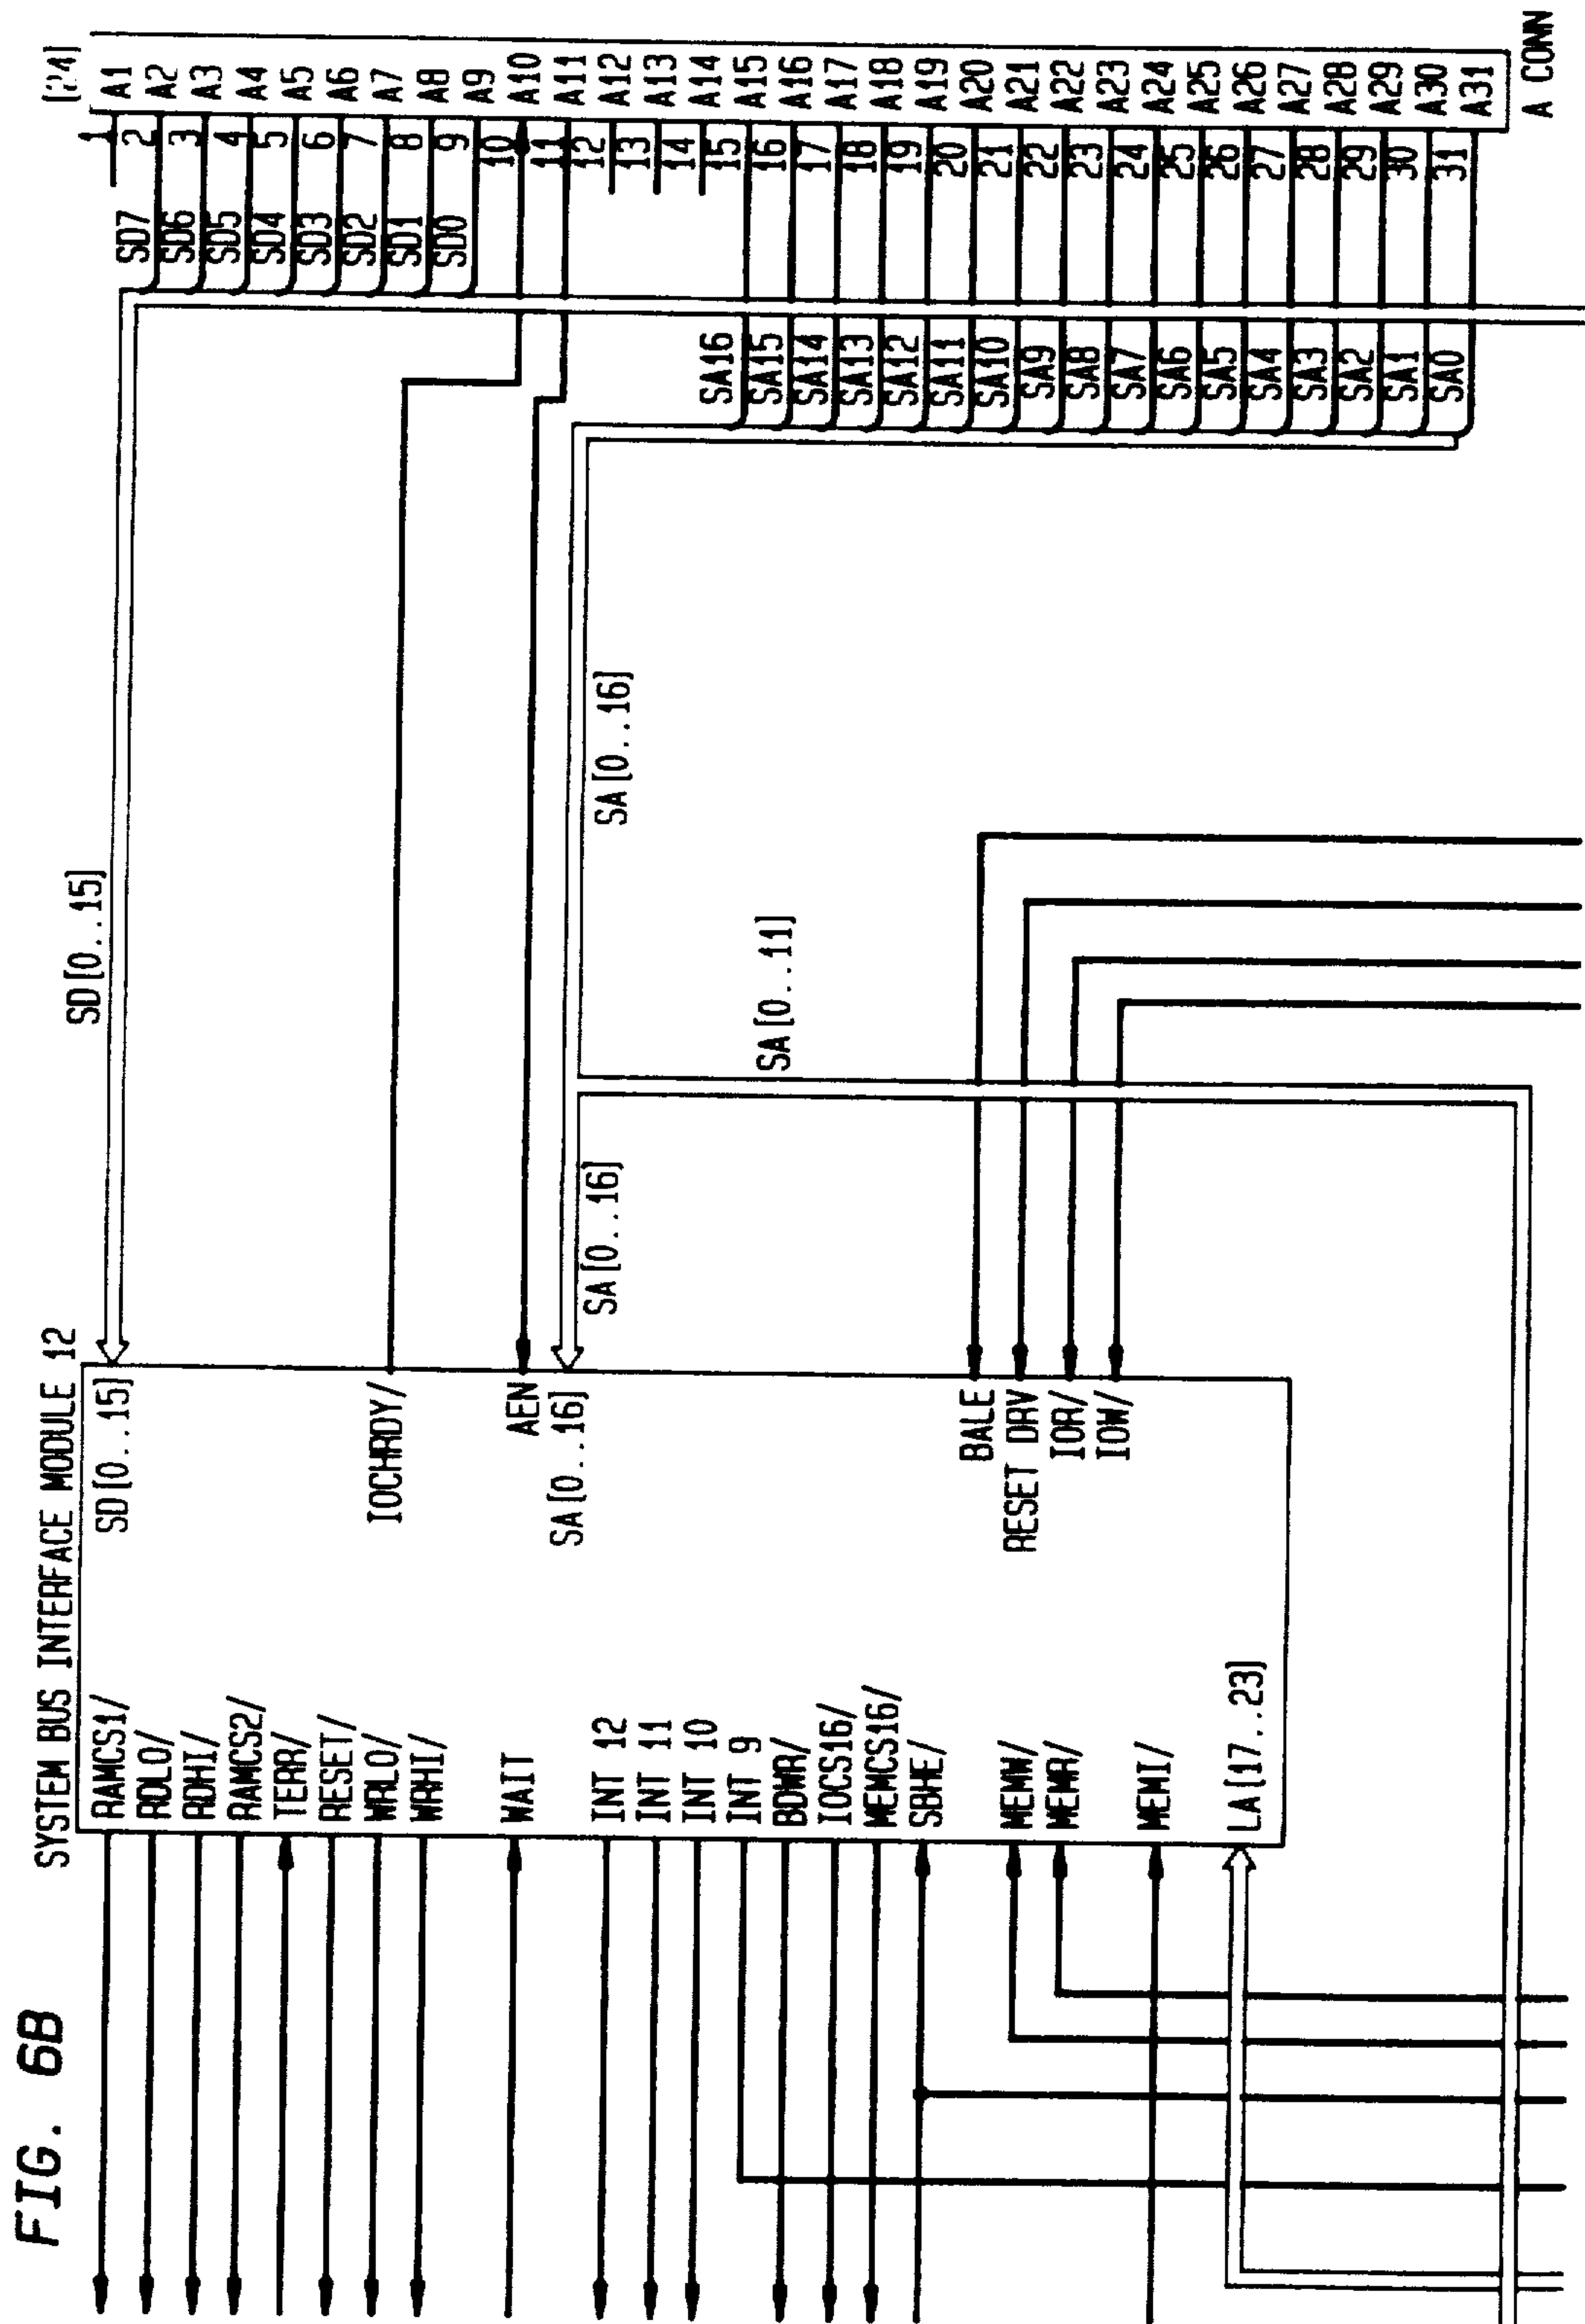 FIG. 6B
SYSTEM BUS INTERFACE MODULE 12
RAMCS1/
RDLO/
RDHI/
RAMCS2/
TERR/
RESET/
WRLO/
WRHI/
WAIT
INT 12
INT 11
INT 10
INT 9
BDWR/
IOCS16/
MEMCS16/
SBHE/
MEMW/
MEMR/
MEMI/
LA[17..23]
SD[0..15]
IOCHRDY/
AEN
SA[0..16]
BALE
RESET DRV
IOR/
IOW/
SD[0..15]
SA[0..16]
SA[0..16]
SA[0..11]
SD7
SD6
SD5
SD4
SD3
SD2
SD1
SD0
SA16
SA15
SA14
SA13
SA12
SA11
SA10
SA9
SA8
SA7
SA6
SA5
SA4
SA3
SA2
SA1
SA0
1 A1
2 A2
3 A3
4 A4
5 A5
6 A6
7 A7
8 A8
9 A9
10 A10
11 A11
12 A12
13 A13
14 A14
15 A15
16 A16
17 A17
18 A18
19 A19
20 A20
21 A21
22 A22
23 A23
24 A24
25 A25
26 A26
27 A27
28 A28
29 A29
30 A30
31 A31
A CONN